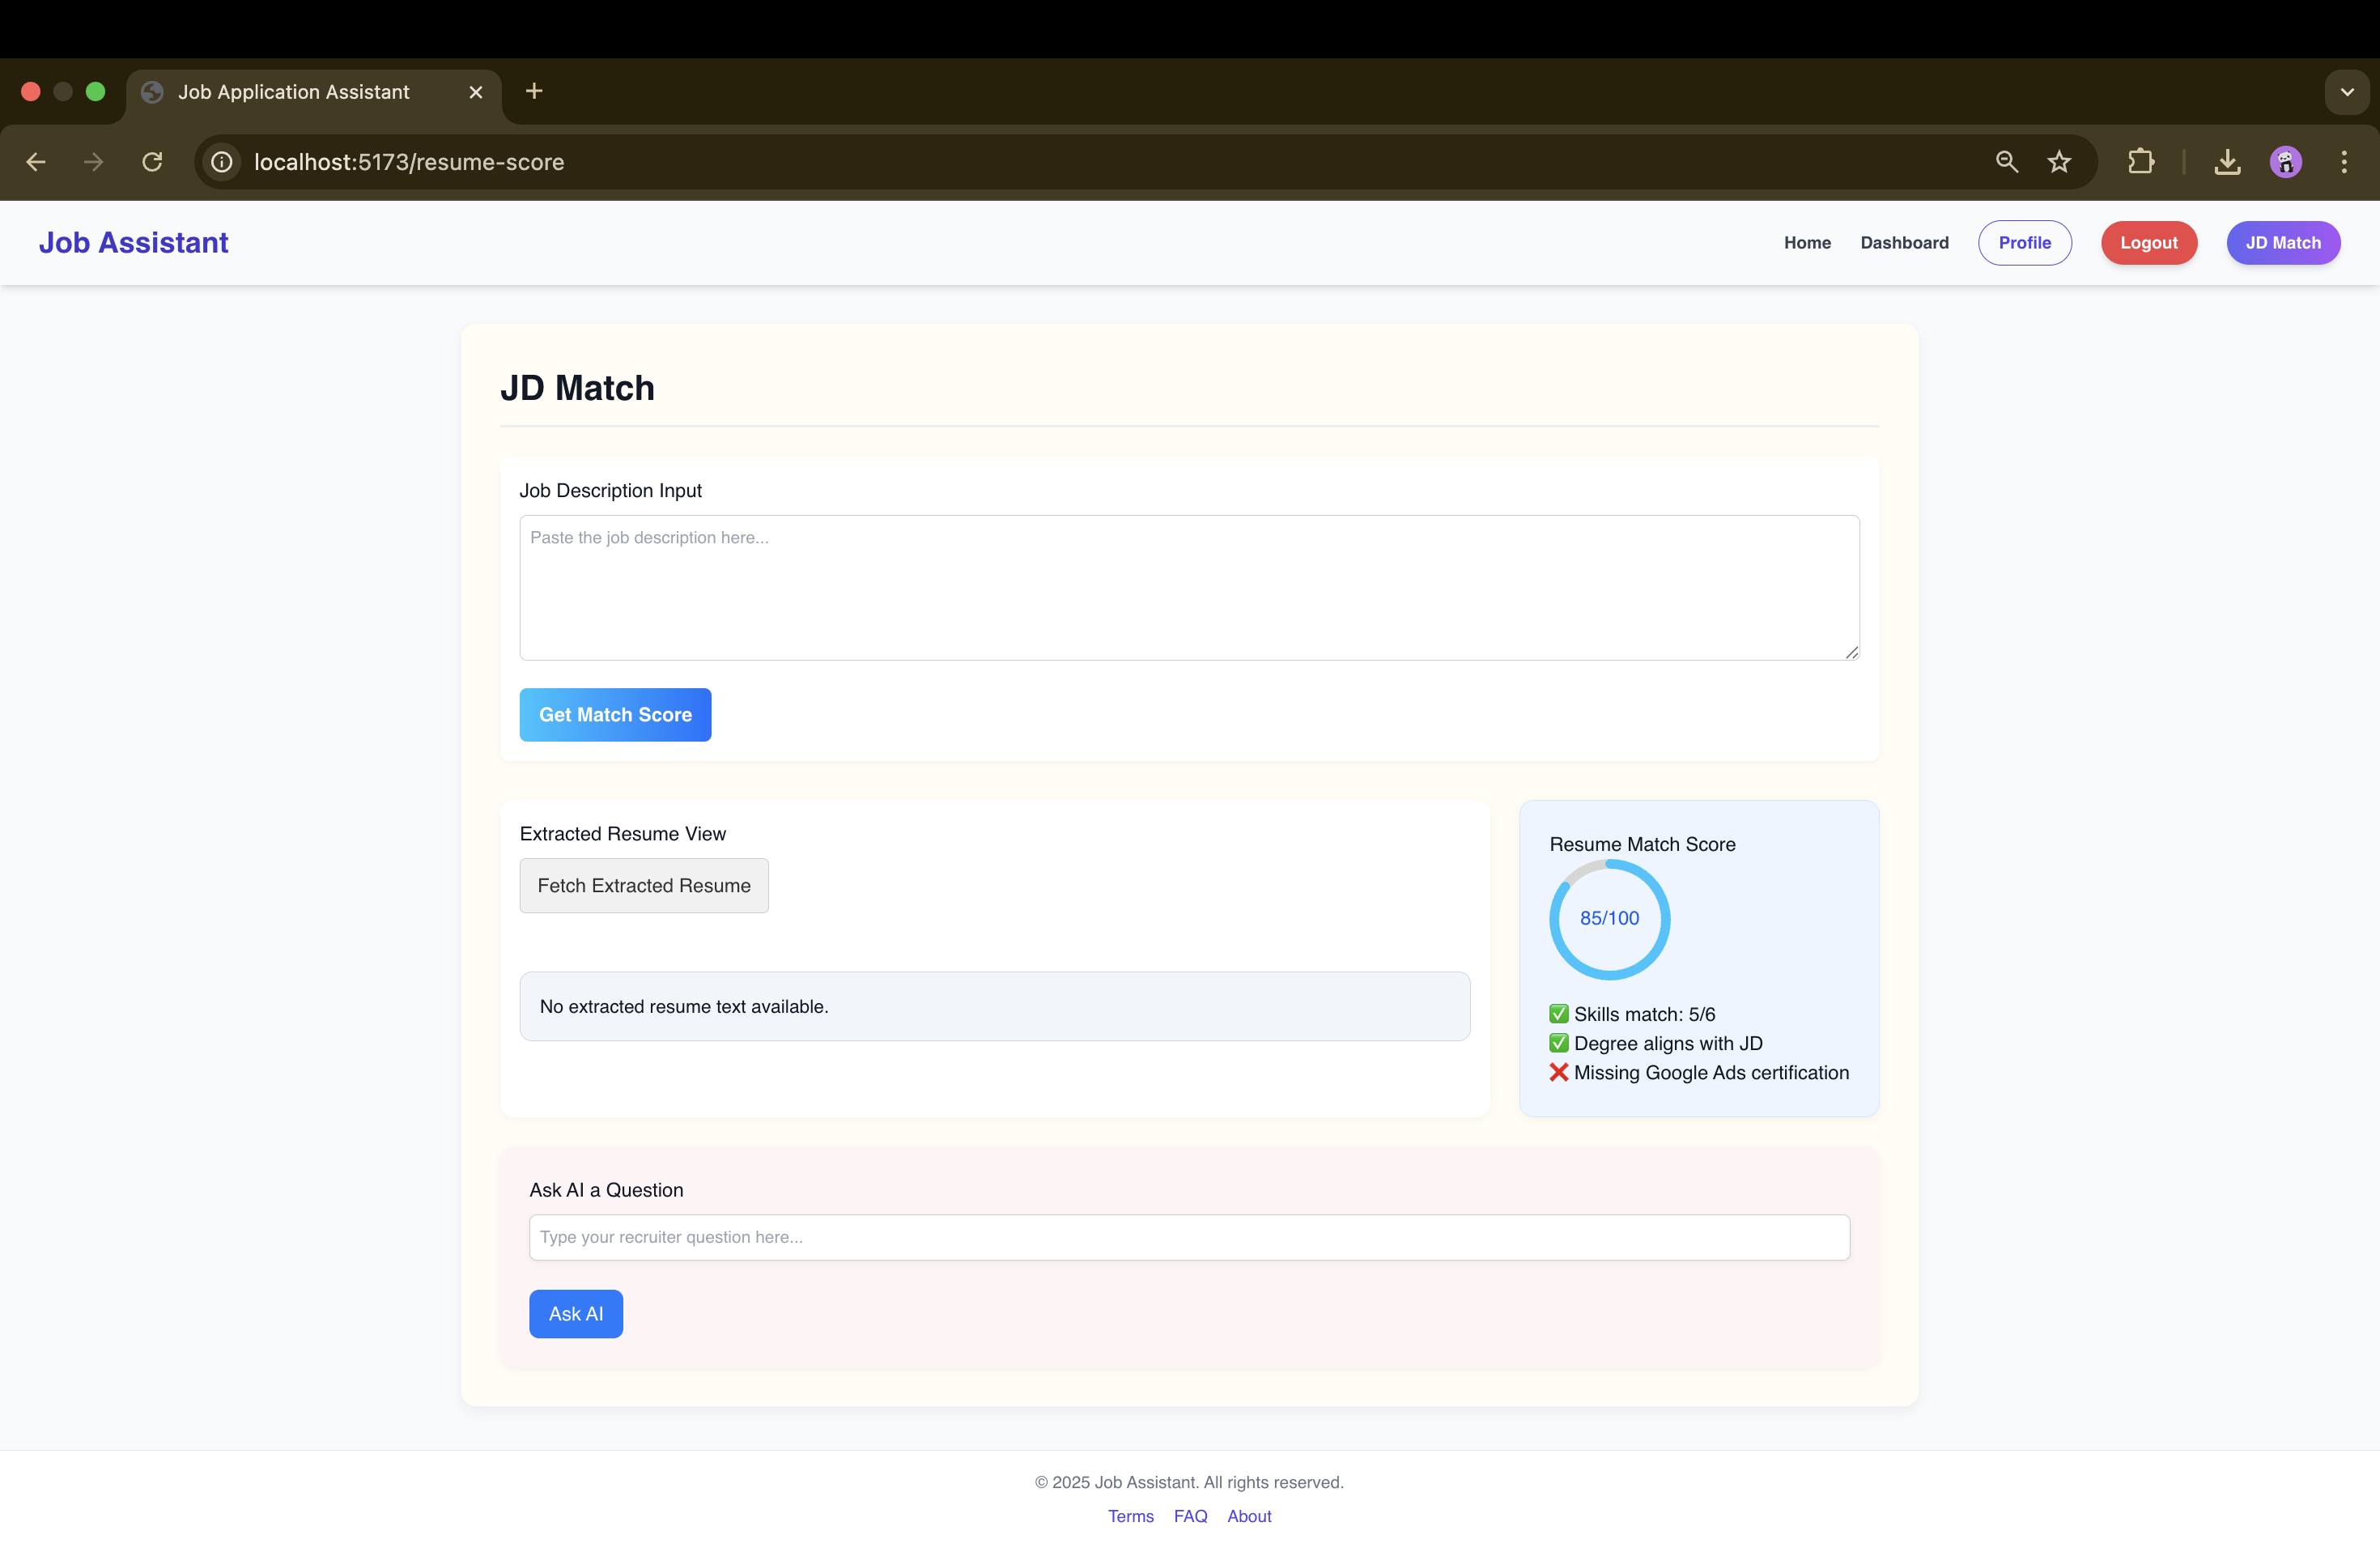 Job Application Assistant
localhost:5173/resume-score
Job Assistant
Home
Dashboard
Profile
Logout
JD Match
JD Match
Job Description Input
Paste the job description here...
Get Match Score
Extracted Resume View
Fetch Extracted Resume
No extracted resume text available.
Resume Match Score
85/100
✅ Skills match: 5/6
✅ Degree aligns with JD
❌ Missing Google Ads certification
Ask AI a Question
Type your recruiter question here...
Ask AI
© 2025 Job Assistant. All rights reserved.
Terms FAQ About